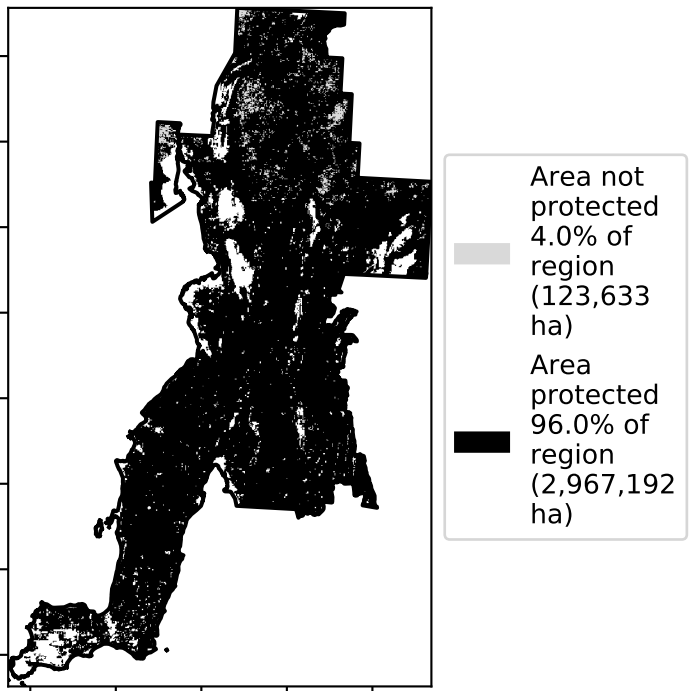 Area not
protected
4.0% of
region
(123,633
ha)
Area
protected
96.0% of
region
(2,967,192
ha)